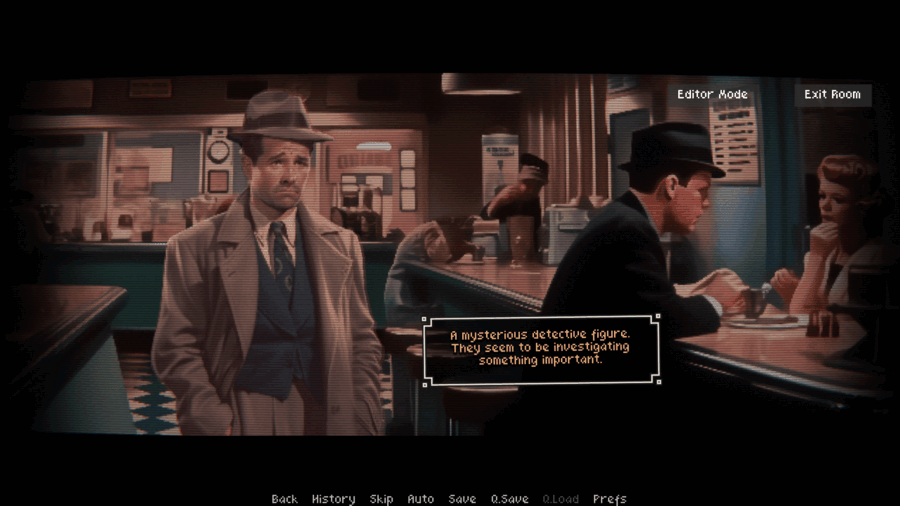 Editor Mode
Exit Room
A mysterious detective figure.
They seem to be investigating
something important.
Back History Skip Auto Save Q.Save Q.Load Prefs